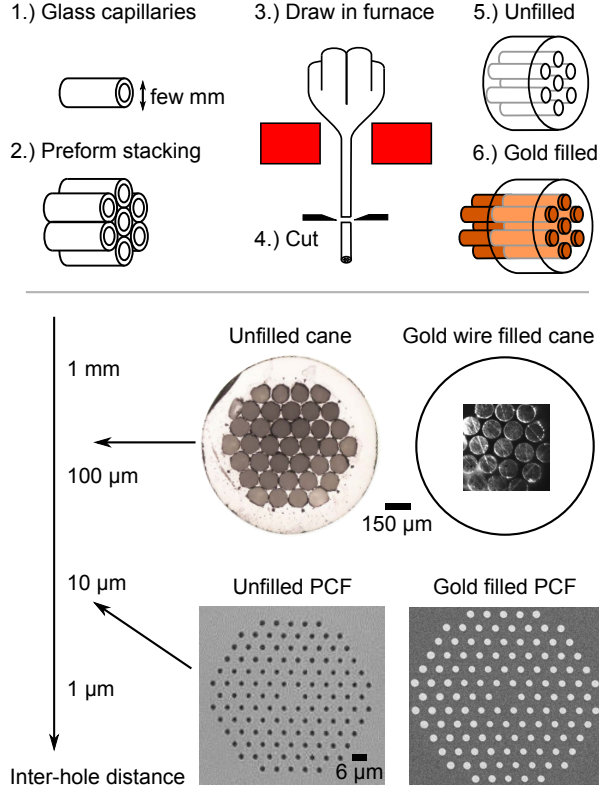 1.) Glass capillaries
few mm
2.) Preform stacking
3.) Draw in furnace
4.) Cut
5.) Unfilled
6.) Gold filled
Unfilled cane
Gold wire filled cane
1 mm
100 µm
150 µm
10 µm
Unfilled PCF
Gold filled PCF
1 µm
6 µm
Inter-hole distance